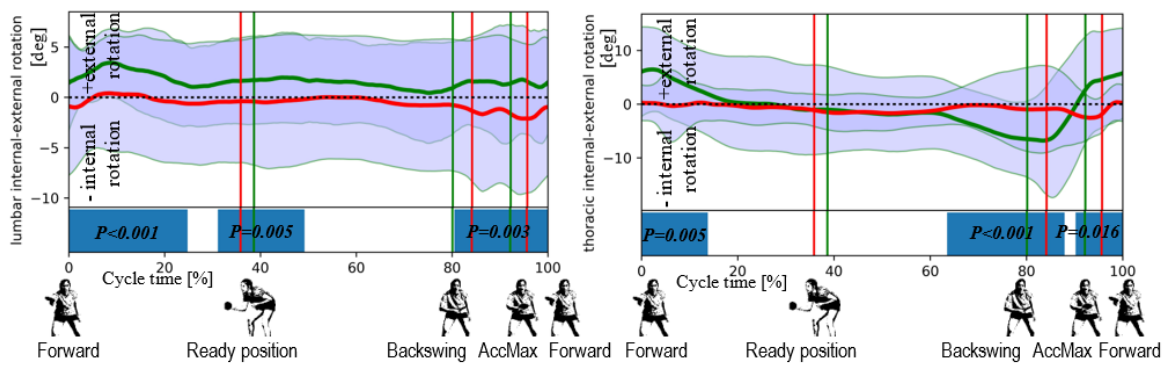 lumbar internal-external rotation
[deg]
- internal +external
rotation rotation
5
0
−5
−10
P<0.001 P=0.005 P=0.003
0 20 40 60 80 100
Cycle time [%]
Forward Ready position Backswing AccMax Forward
thoracic internal-external rotation
[deg]
- internal +external
rotation rotation
10
0
−10
P=0.005 P<0.001 P=0.016
0 20 40 60 80 100
Cycle time [%]
Forward Ready position Backswing AccMax Forward